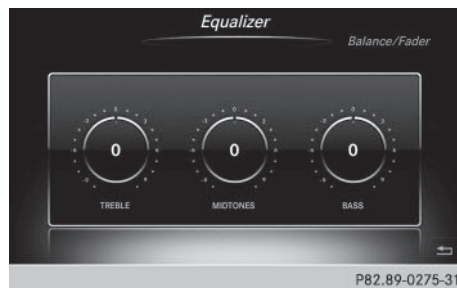 Equalizer
Balance/Fader
0 0 0
TREBLE MIDTONES BASS
P82.89-0275-31